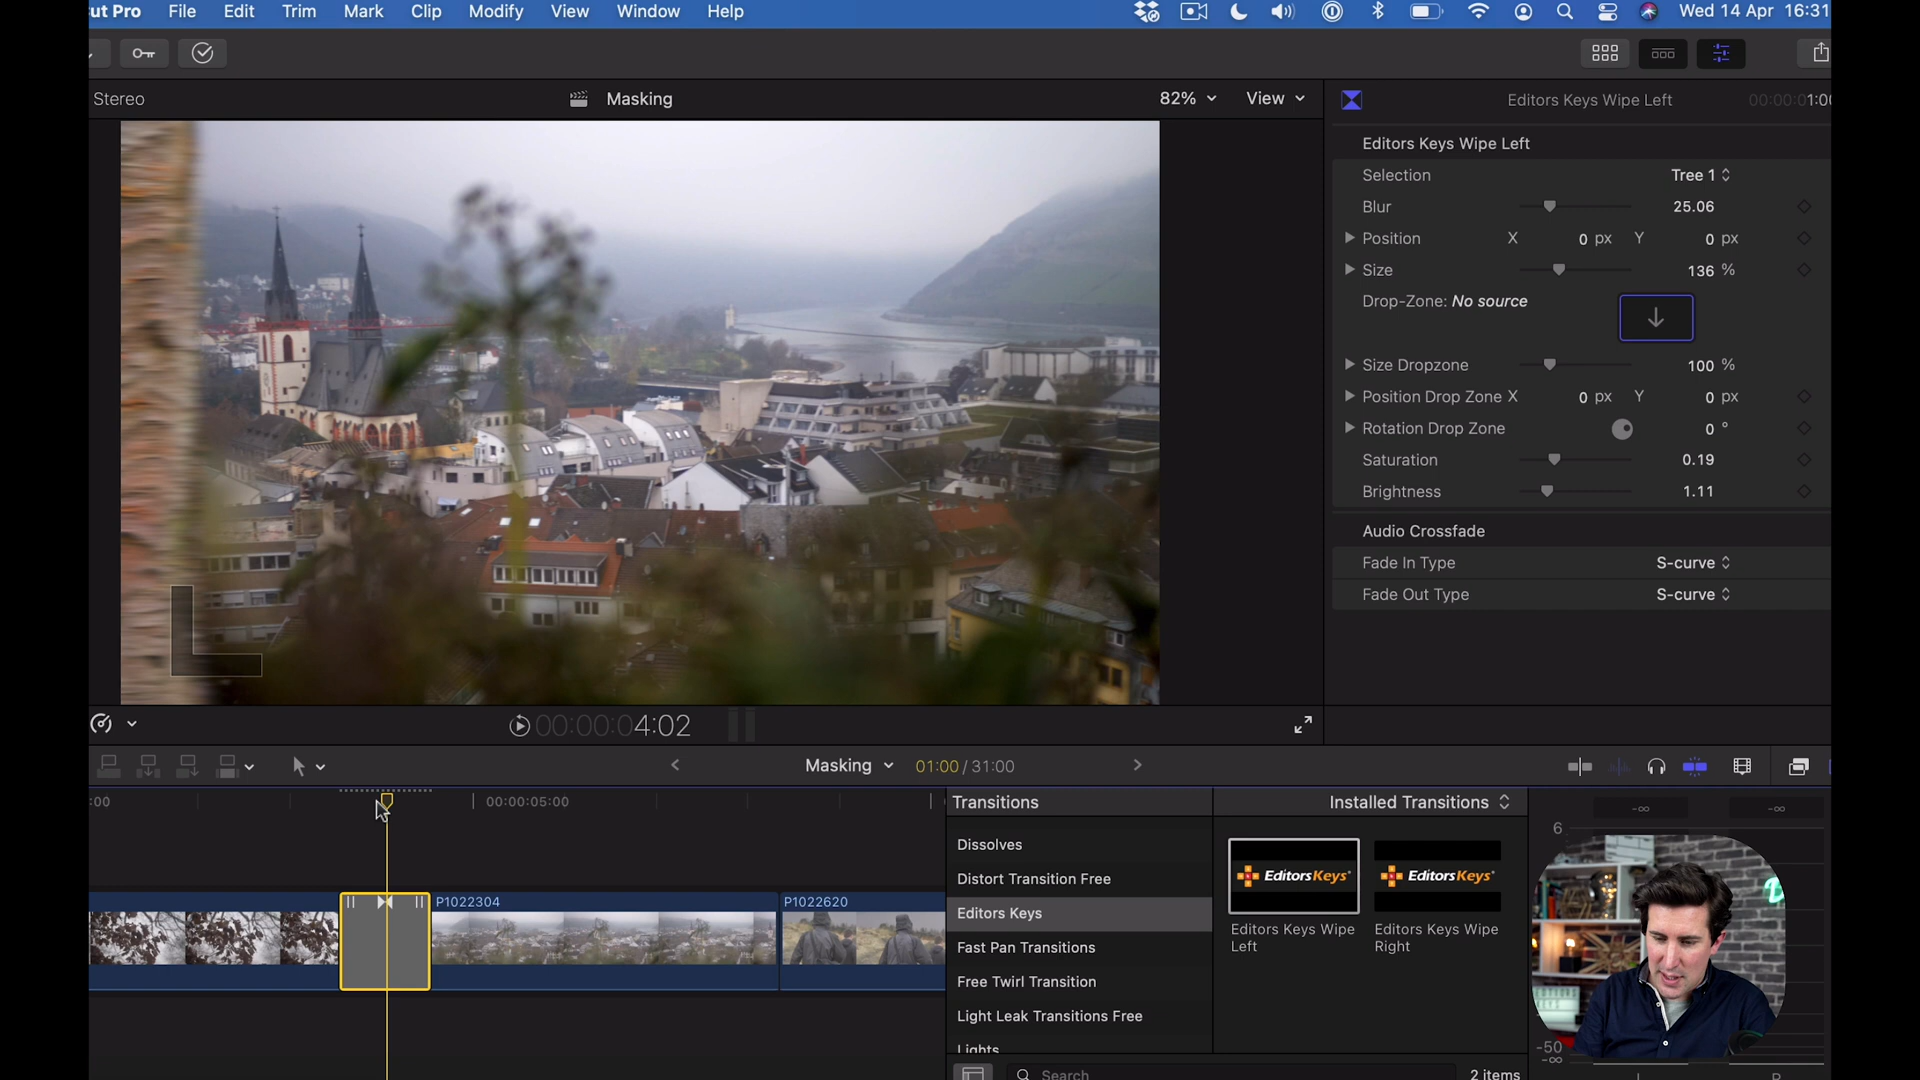 ut Pro File Edit Trim Mark Clip Modify View Window Help Wed 14 Apr 16:31
Stereo Masking 82% View
Editors Keys Wipe Left 00:00:01:00
Editors Keys Wipe Left
Selection Tree 1
Blur 25.06
Position X 0 px Y 0 px
Size 136 %
Drop-Zone: No source
Size Dropzone 100 %
Position Drop Zone X 0 px Y 0 px
Rotation Drop Zone 0 °
Saturation 0.19
Brightness 1.11
Audio Crossfade
Fade In Type S-curve
Fade Out Type S-curve
00:00:04:02
Masking 01:00 / 31:00
:00 00:00:05:00
P1022304 P1022620
Transitions Installed Transitions
Dissolves
Distort Transition Free
Editors Keys
Fast Pan Transitions
Free Twirl Transition
Light Leak Transitions Free
Lights
EditorsKeys
Editors Keys Wipe
Left
EditorsKeys
Editors Keys Wipe
Right
Search 2 items
-∞ -∞
6
-50
-∞
L R